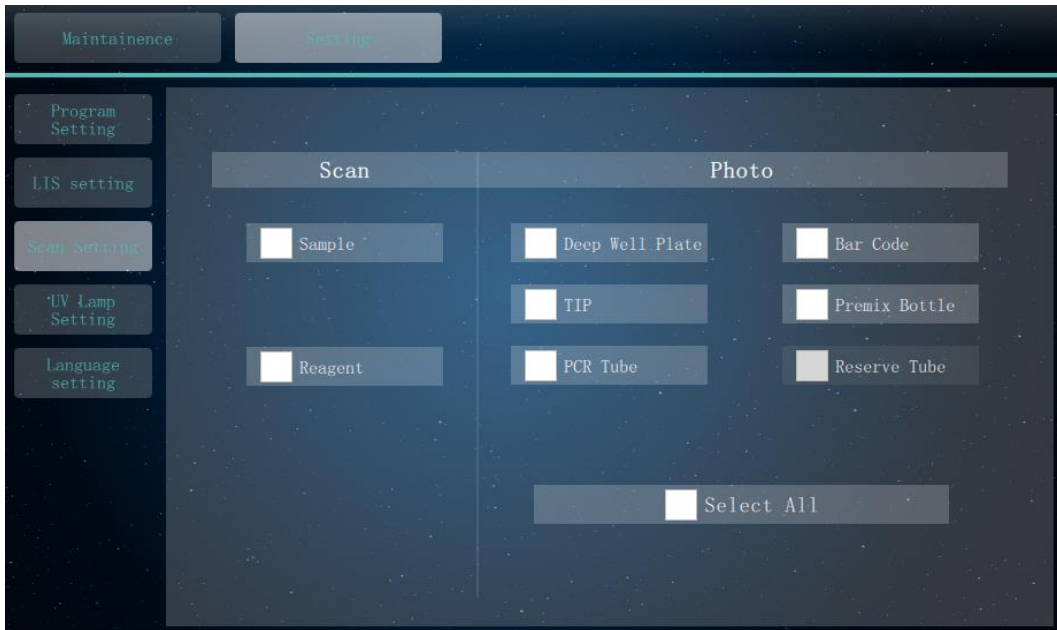 Maintainence
Setting
Program
Setting
LIS setting
Scan Setting
UV Lamp
Setting
Language
setting
Scan
Photo
Sample
Deep Well Plate
Bar Code
TIP
Premix Bottle
Reagent
PCR Tube
Reserve Tube
Select All